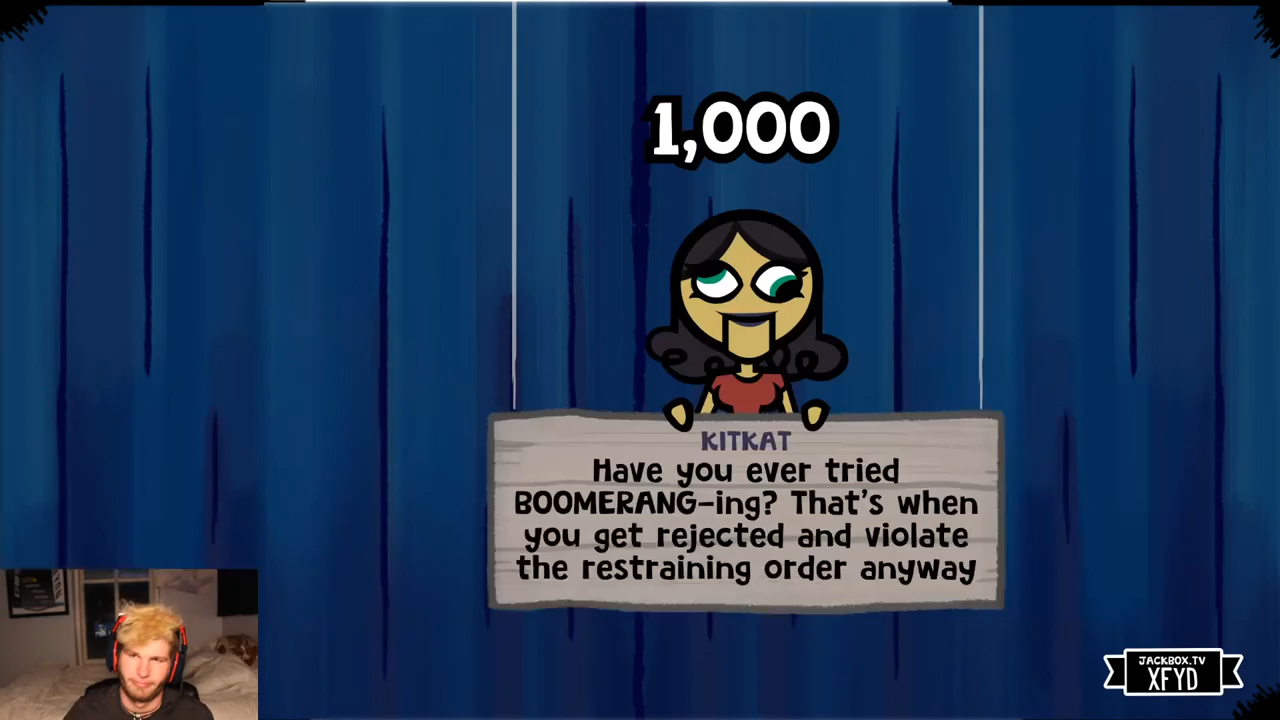 1,000
KITKAT
Have you ever tried
BOOMERANG-ing? That's when
you get rejected and violate
the restraining order anyway
JACKBOX.TV
XFYD